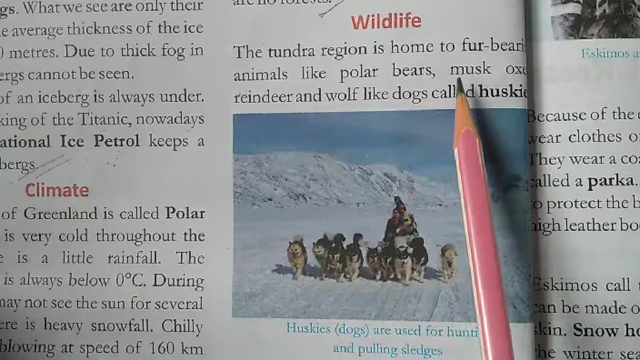 gs. What we see are only their
average thickness of the ice
metres. Due to thick fog in
ergs cannot be seen.
of an iceberg is always under.
king of the Titanic, nowadays
ational Ice Petrol keeps a
bergs.
Climate
of Greenland is called Polar
is very cold throughout the
is a little rainfall. The
is always below 0°C. During
may not see the sun for several
ere is heavy snowfall. Chilly
blowing at speed of 160 km
are no forests.
Wildlife
The tundra region is home to fur-beari
animals like polar bears, musk oxe
reindeer and wolf like dogs called huskie
Huskies (dogs) are used for hunti
and pulling sledges
Eskimos a
Because of the
wear clothes o
They wear a co
called a parka.
to protect the b
high leather bo
Eskimos call
can be made o
skin. Snow h
the winter se